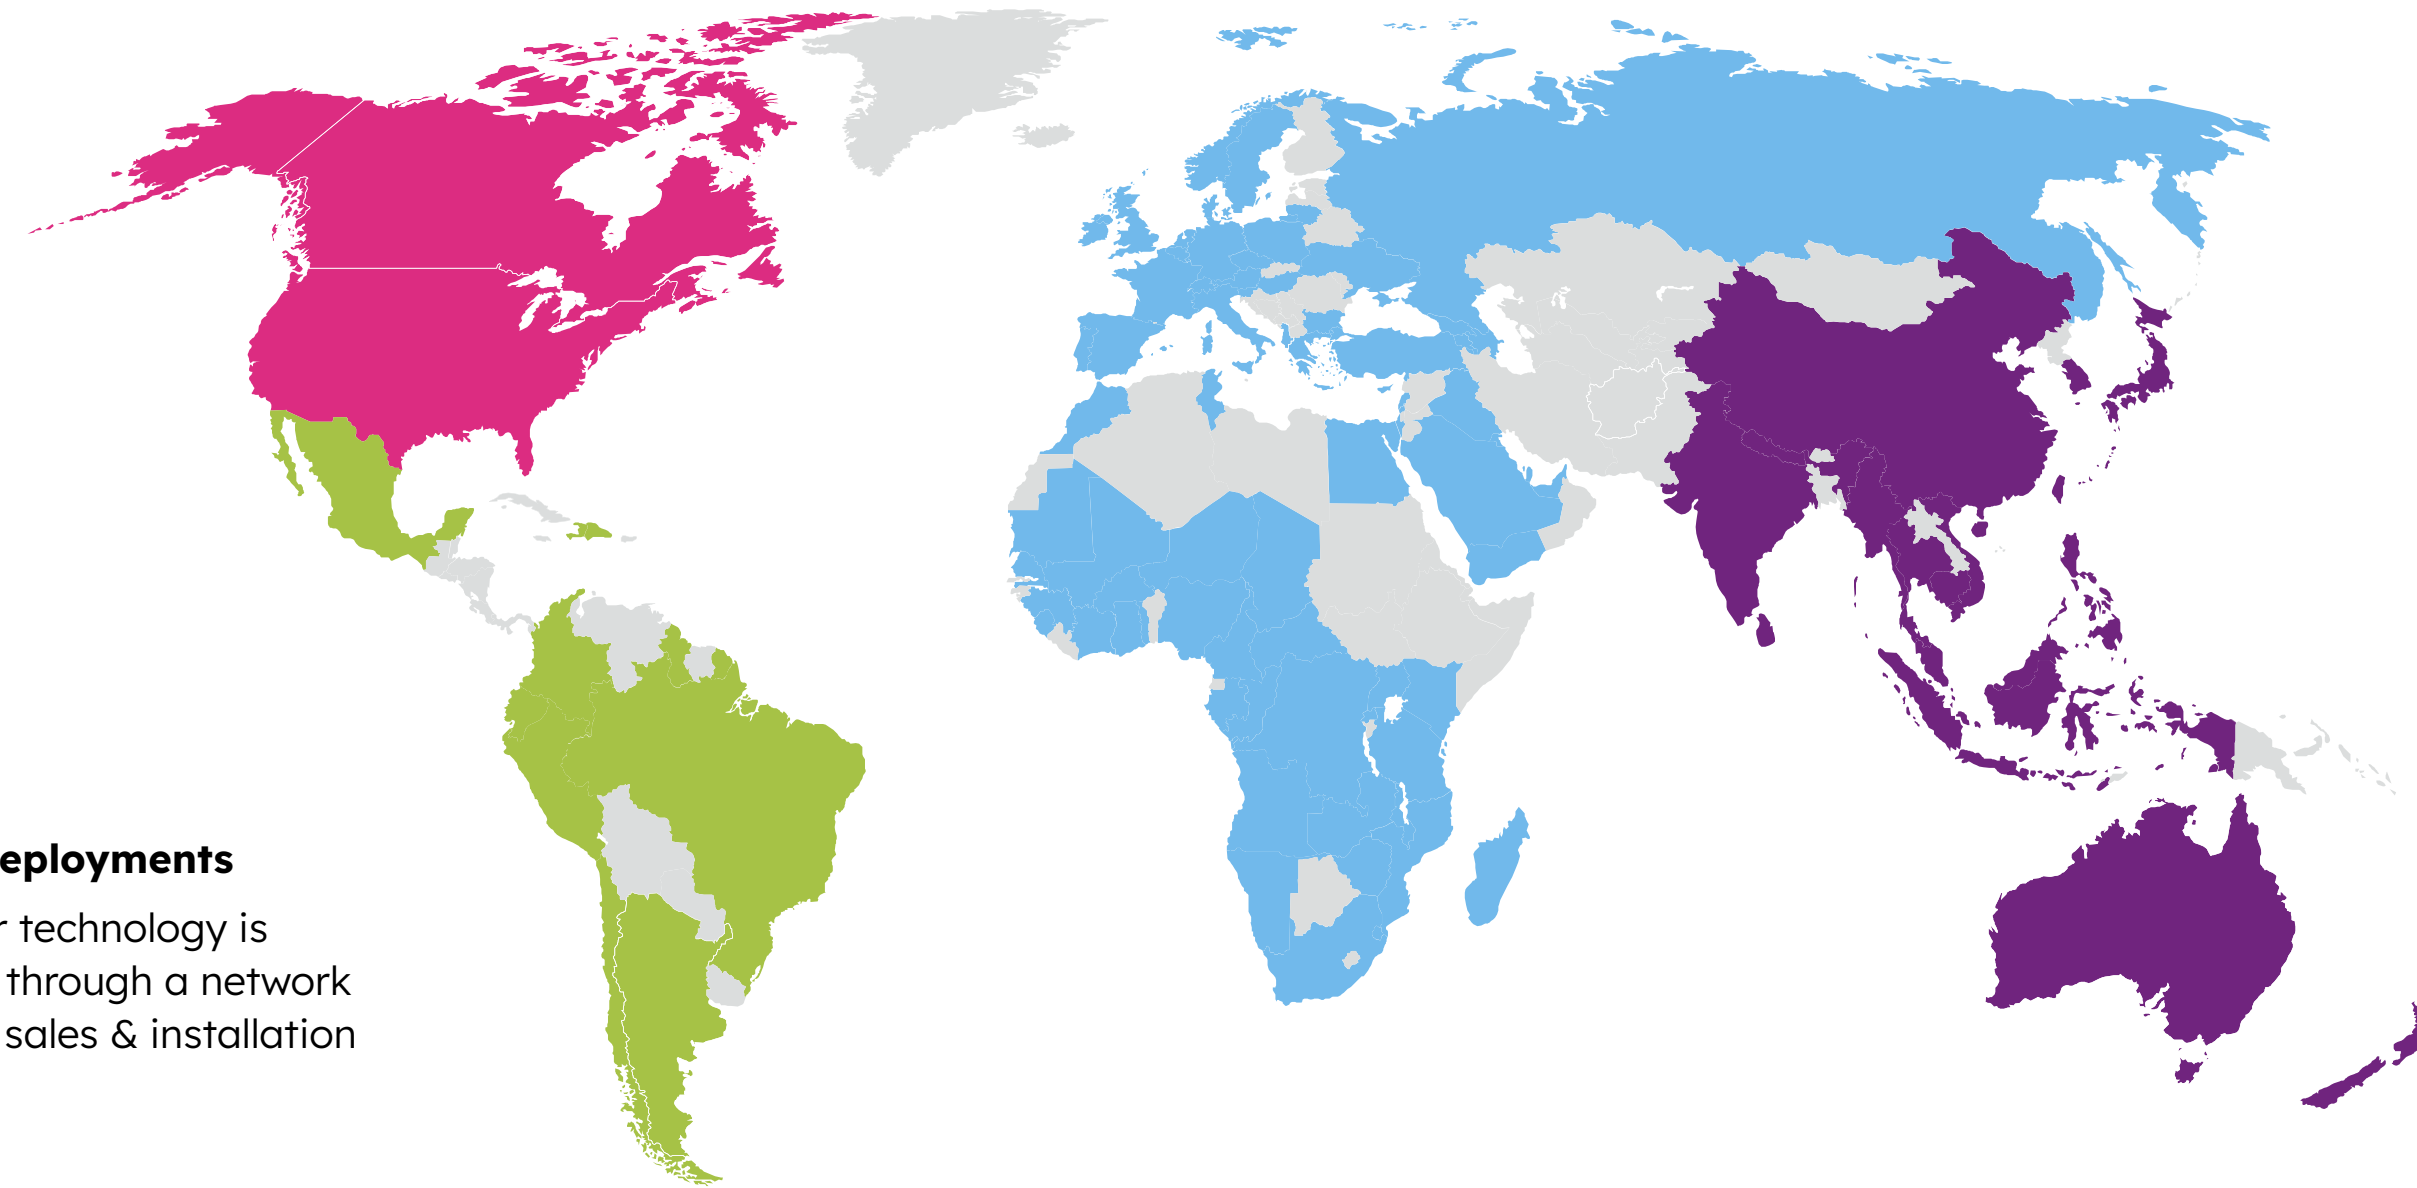 eployments
r technology is
through a network
sales & installation